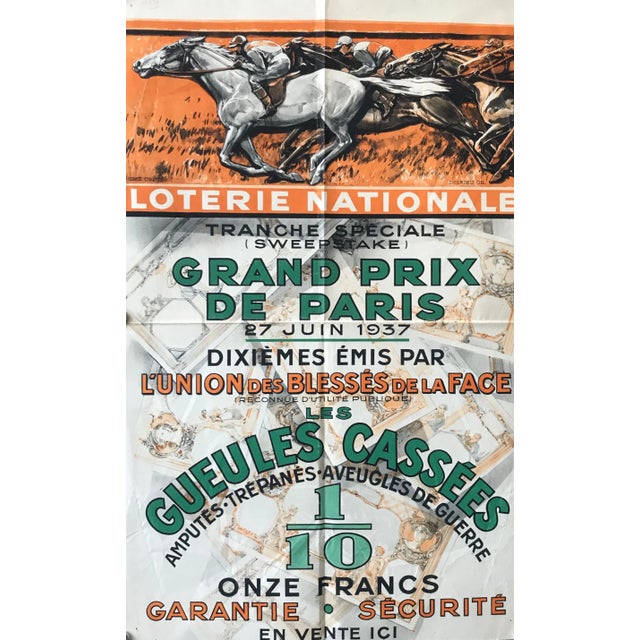 LOTERIE NATIONALE
TRANCHE SPÉCIALE
(SWEEPSTAKE)
GRAND PRIX
DE PARIS
27 JUIN 1937
DIXIÈMES ÉMIS PAR
L'UNION DES BLESSÉS DE LA FACE
(RECONNUE D'UTILITÉ PUBLIQUE)
LES
GUEULES CASSÉES
AMPUTÉS·TRÉPANÉS·AVEUGLES DE GUERRE
1/10
ONZE FRANCS
GARANTIE · SÉCURITÉ
EN VENTE ICI